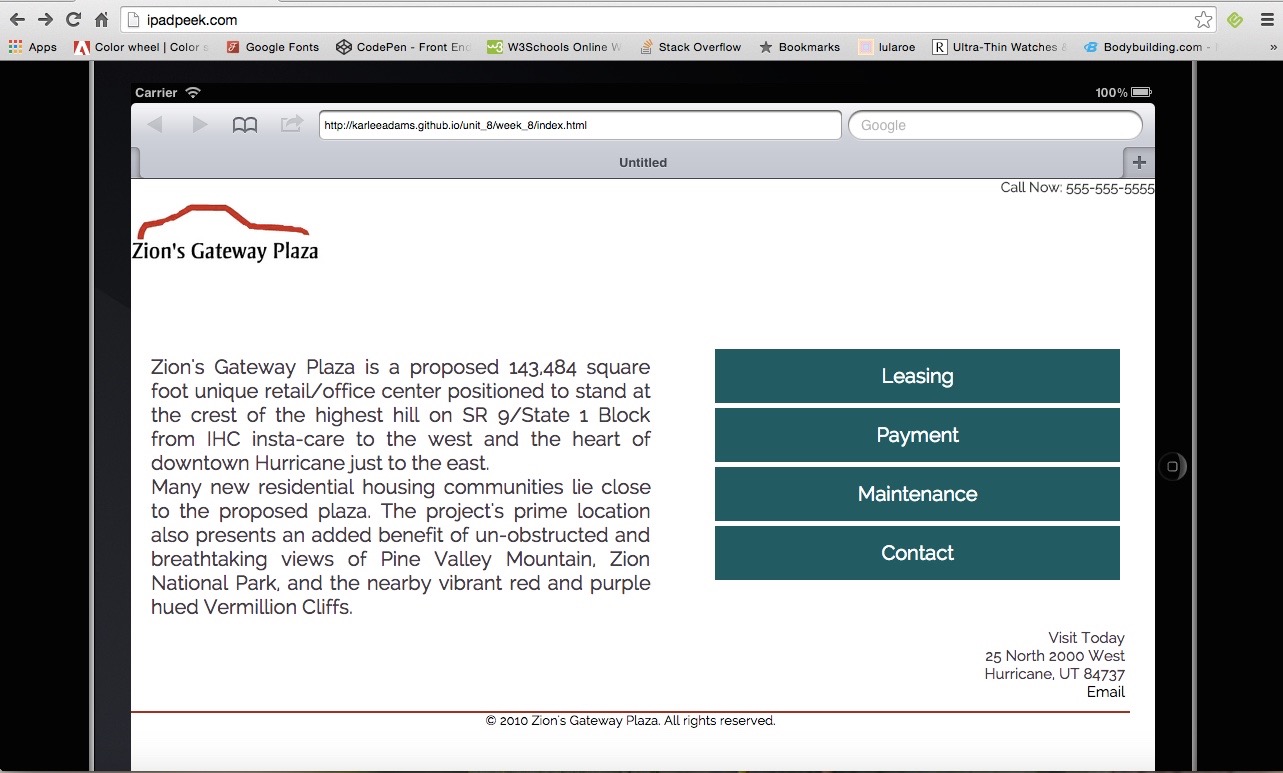 ipadpeek.com
Apps Color wheel | Color Google Fonts CodePen - Front End W3Schools Online W Stack Overflow Bookmarks lularoe Ultra-Thin Watches & Bodybuilding.com - »
Carrier 100%
http://karleeadams.github.io/unit_8/week_8/index.html Google
Untitled
Call Now: 555-555-5555
Zion's Gateway Plaza
Zion's Gateway Plaza is a proposed 143,484 square
foot unique retail/office center positioned to stand at
the crest of the highest hill on SR 9/State 1 Block
from IHC insta-care to the west and the heart of
downtown Hurricane just to the east.
Many new residential housing communities lie close
to the proposed plaza. The project's prime location
also presents an added benefit of un-obstructed and
breathtaking views of Pine Valley Mountain, Zion
National Park, and the nearby vibrant red and purple
hued Vermillion Cliffs.
Leasing
Payment
Maintenance
Contact
Visit Today
25 North 2000 West
Hurricane, UT 84737
Email
© 2010 Zion's Gateway Plaza. All rights reserved.